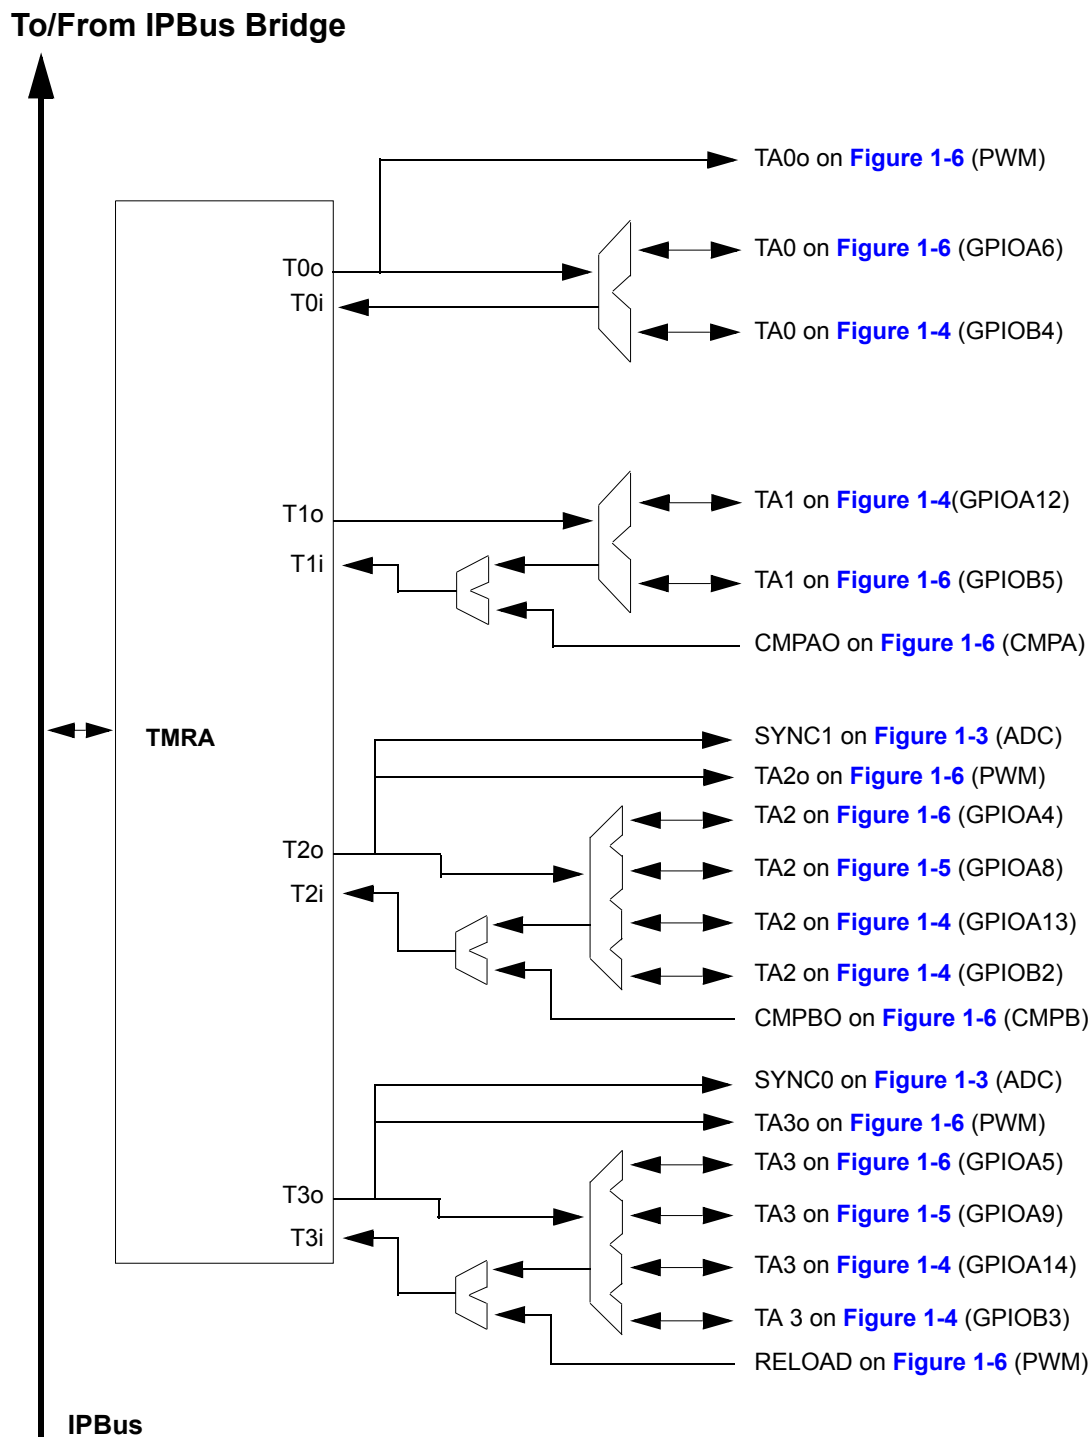 To/From IPBus Bridge
TA0o on Figure 1-6 (PWM)
TA0 on Figure 1-6 (GPIOA6)
T0o
T0i
TA0 on Figure 1-4 (GPIOB4)
TA1 on Figure 1-4(GPIOA12)
T1o
T1i
TA1 on Figure 1-6 (GPIOB5)
CMPAO on Figure 1-6 (CMPA)
TMRA
SYNC1 on Figure 1-3 (ADC)
TA2o on Figure 1-6 (PWM)
TA2 on Figure 1-6 (GPIOA4)
T2o
TA2 on Figure 1-5 (GPIOA8)
T2i
TA2 on Figure 1-4 (GPIOA13)
TA2 on Figure 1-4 (GPIOB2)
CMPBO on Figure 1-6 (CMPB)
SYNC0 on Figure 1-3 (ADC)
TA3o on Figure 1-6 (PWM)
TA3 on Figure 1-6 (GPIOA5)
T3o
TA3 on Figure 1-5 (GPIOA9)
T3i
TA3 on Figure 1-4 (GPIOA14)
TA 3 on Figure 1-4 (GPIOB3)
RELOAD on Figure 1-6 (PWM)
IPBus